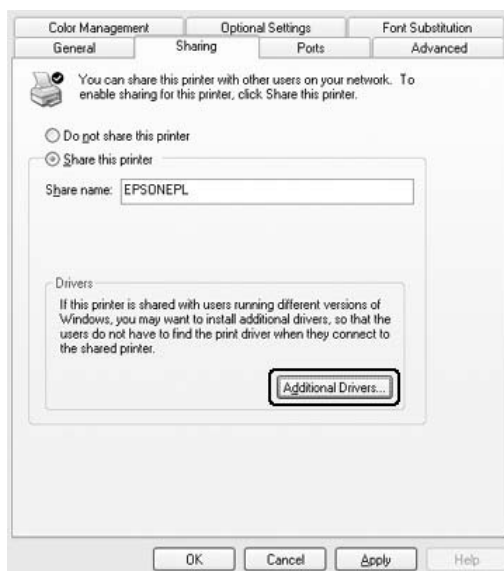 Color Management Optional Settings Font Substitution
General Sharing Ports Advanced
You can share this printer with other users on your network. To
enable sharing for this printer, click Share this printer.
Do not share this printer
Share this printer
Share name: EPSONEPL
Drivers
If this printer is shared with users running different versions of
Windows, you may want to install additional drivers, so that the
users do not have to find the print driver when they connect to
the shared printer.
Additional Drivers...
OK Cancel Apply Help